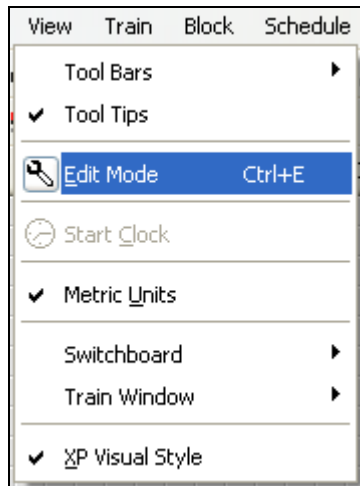 View Train Block Schedule
Tool Bars
Tool Tips
Edit Mode Ctrl+E
Start Clock
Metric Units
Switchboard
Train Window
XP Visual Style